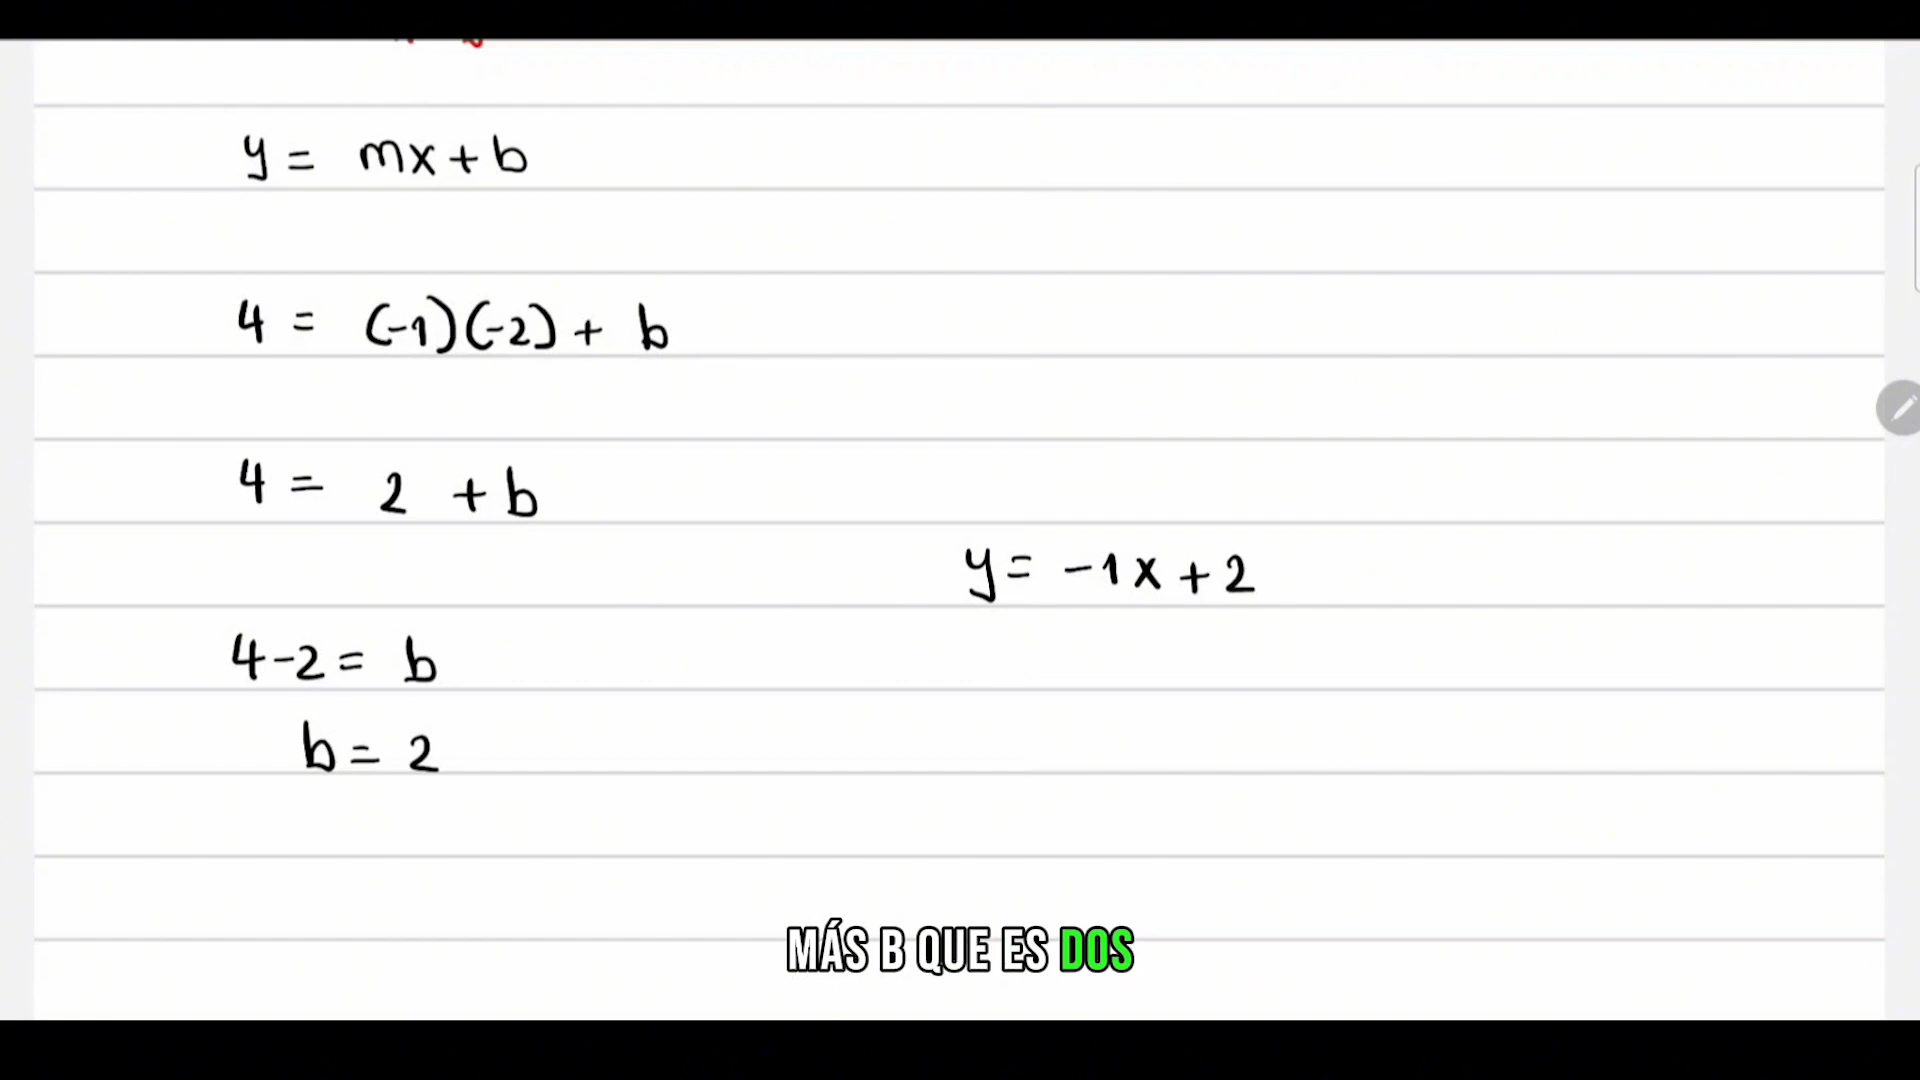 y = mx + b
4 = (-1)(-2) + b
4 = 2 + b
y = -1x + 2
4-2 = b
b = 2
MÁS B QUE ES DOS